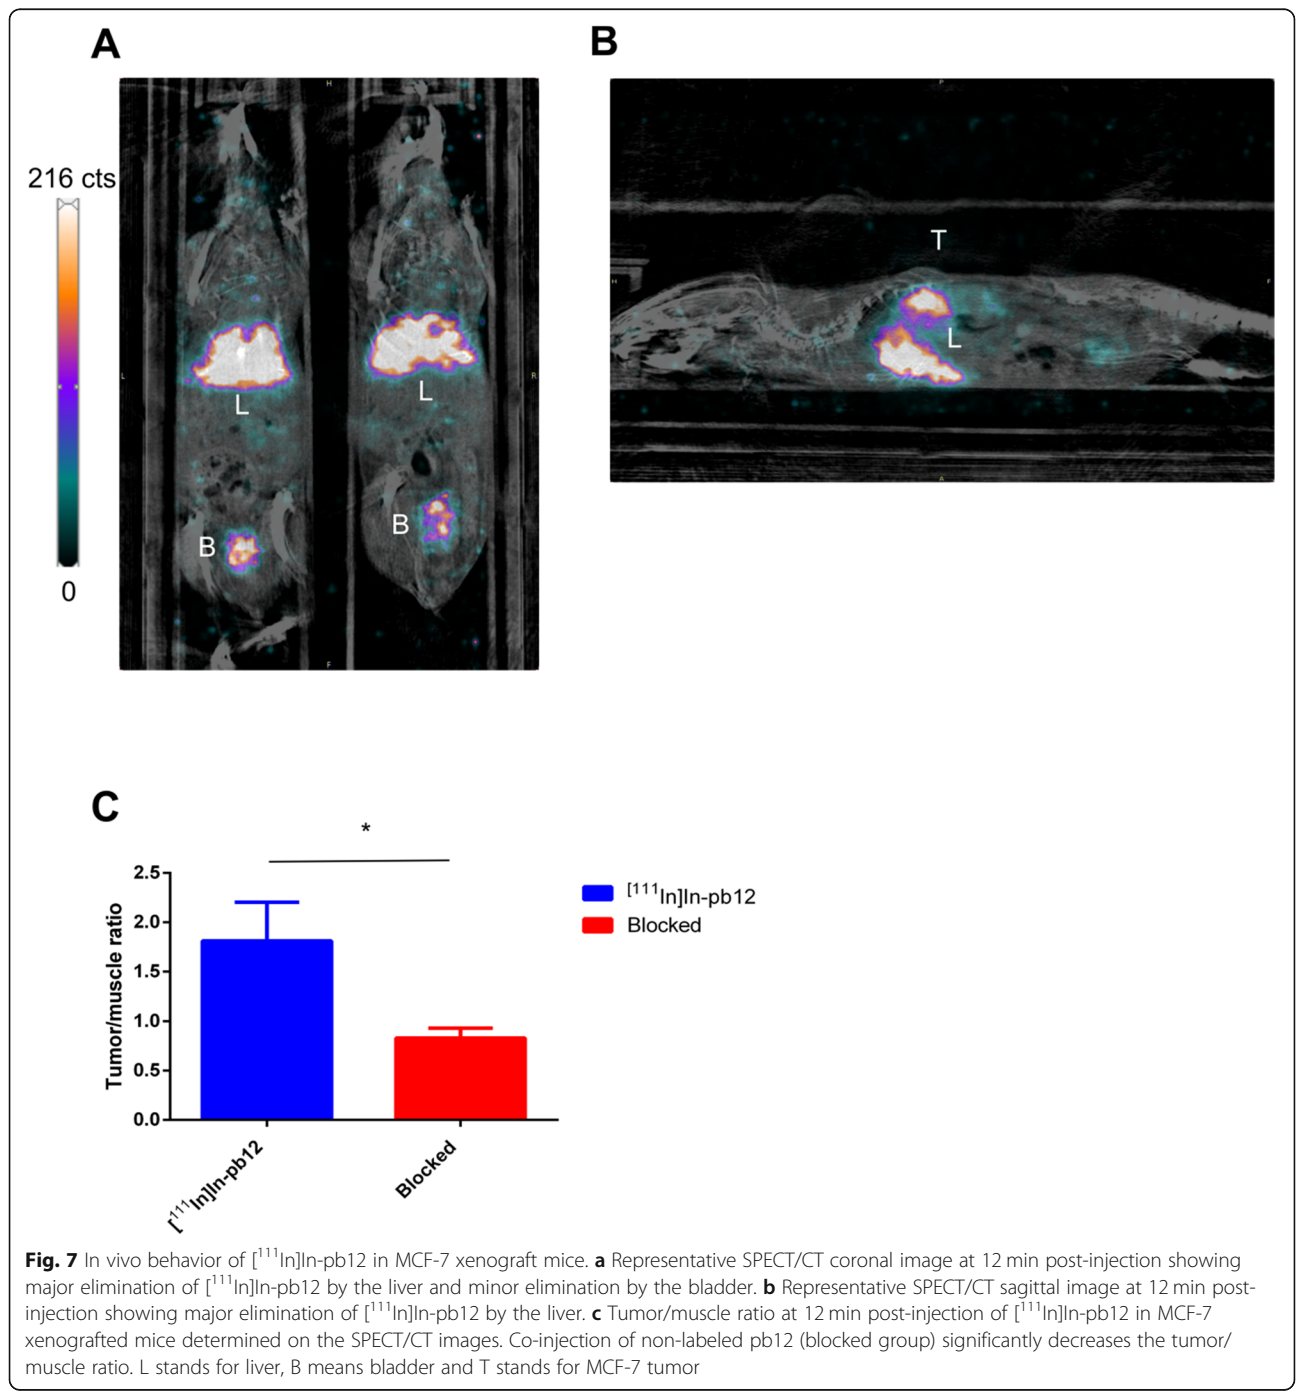 A
B
216 cts
0
H
L
R
F
L
L
B
B
P
H
F
A
T
L
C
*
2.5
2.0
1.5
1.0
0.5
0.0
Tumor/muscle ratio
[¹¹¹In]In-pb12
Blocked
[¹¹¹In]In-pb12
Blocked
Fig. 7 In vivo behavior of [¹¹¹In]In-pb12 in MCF-7 xenograft mice. a Representative SPECT/CT coronal image at 12 min post-injection showing
major elimination of [¹¹¹In]In-pb12 by the liver and minor elimination by the bladder. b Representative SPECT/CT sagittal image at 12 min post-
injection showing major elimination of [¹¹¹In]In-pb12 by the liver. c Tumor/muscle ratio at 12 min post-injection of [¹¹¹In]In-pb12 in MCF-7
xenografted mice determined on the SPECT/CT images. Co-injection of non-labeled pb12 (blocked group) significantly decreases the tumor/
muscle ratio. L stands for liver, B means bladder and T stands for MCF-7 tumor